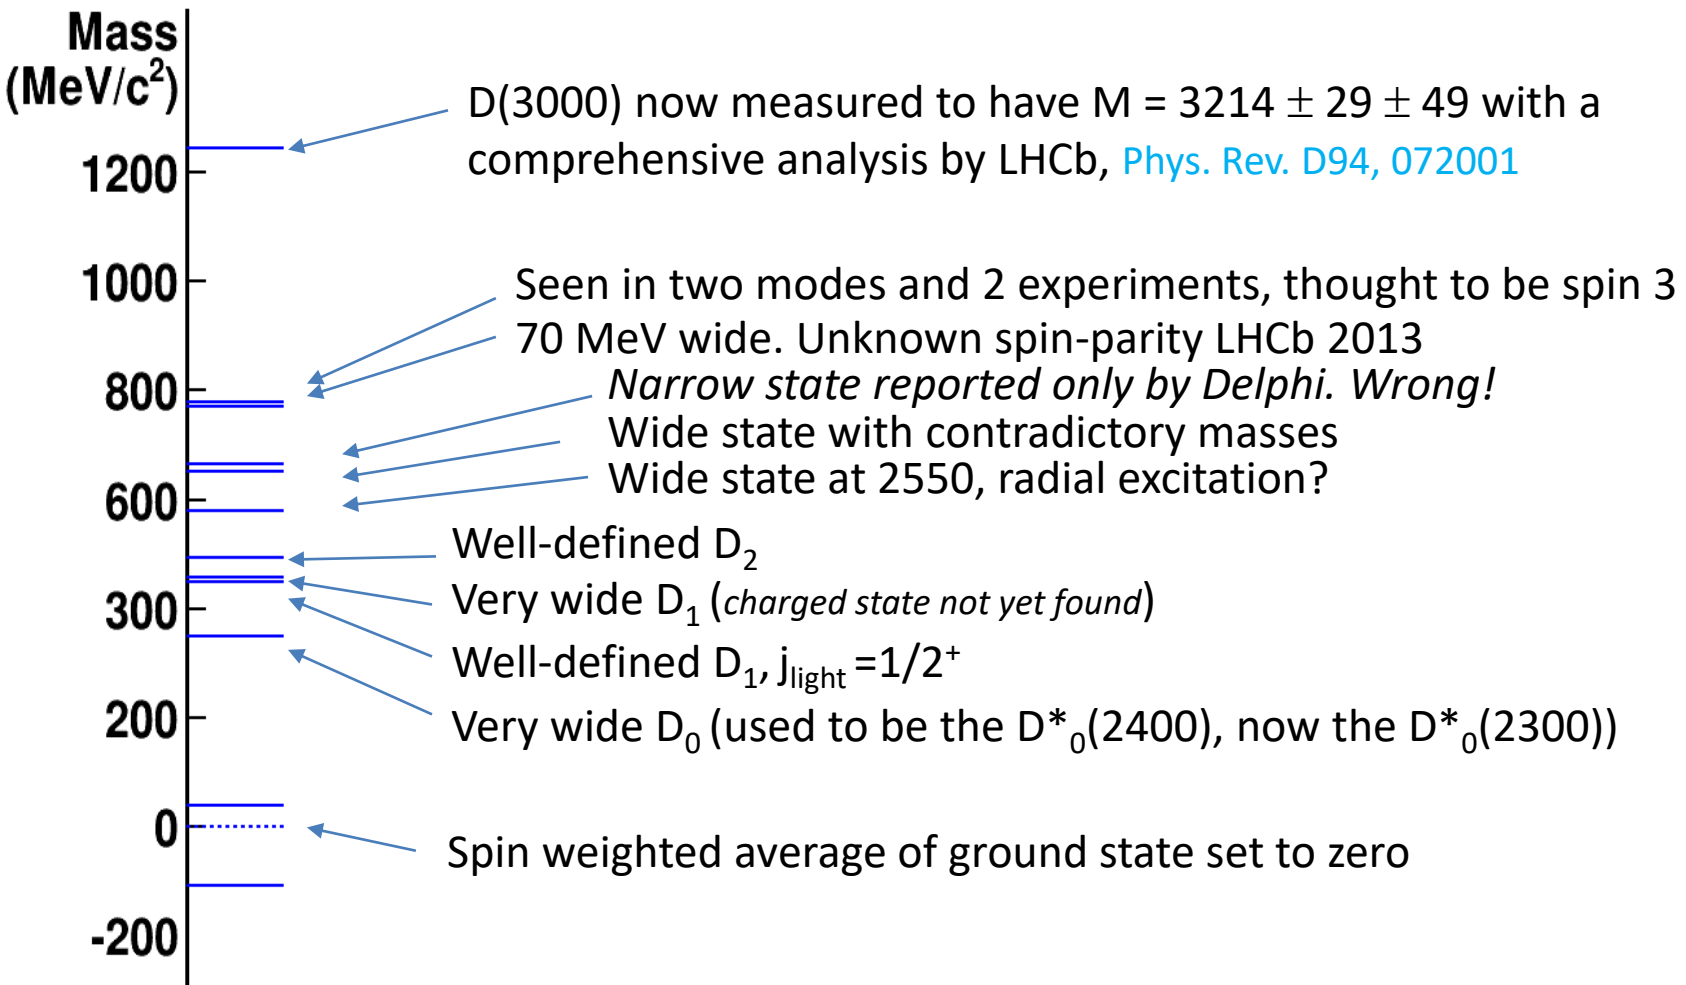 Mass
(MeV/c²)
D(3000) now measured to have M = 3214 ± 29 ± 49 with a
comprehensive analysis by LHCb, Phys. Rev. D94, 072001
1200
1000
Seen in two modes and 2 experiments, thought to be spin 3
70 MeV wide. Unknown spin-parity LHCb 2013
800
Narrow state reported only by Delphi. Wrong!
Wide state with contradictory masses
Wide state at 2550, radial excitation?
600
Well-defined D₂
Very wide D₁ (charged state not yet found)
300
Well-defined D₁, j_light =1/2⁺
200
Very wide D₀ (used to be the D*₀(2400), now the D*₀(2300))
0
Spin weighted average of ground state set to zero
-200